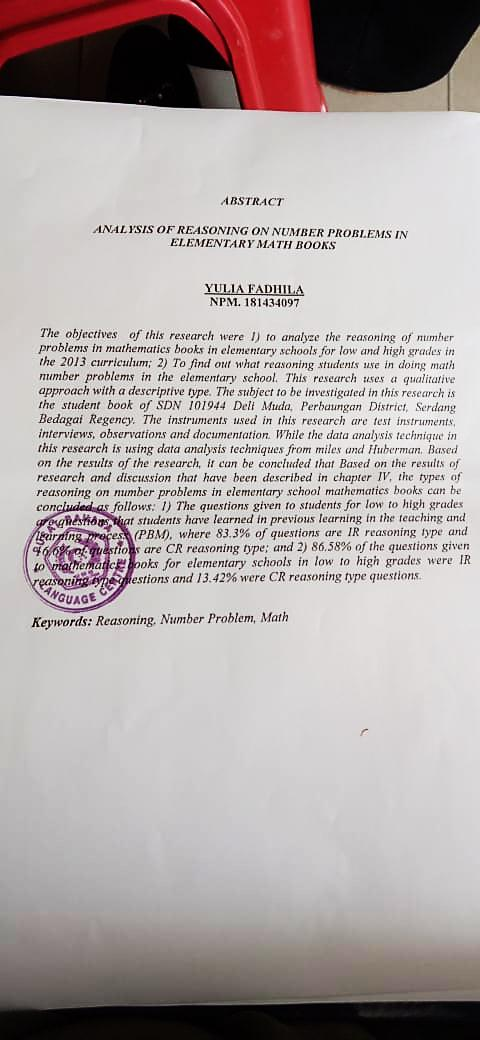 ABSTRACT
ANALYSIS OF REASONING ON NUMBER PROBLEMS IN
ELEMENTARY MATH BOOKS
YULIA FADHILA
NPM. 181434097
The objectives of this research were 1) to analyze the reasoning of number
problems in mathematics books in elementary schools for low and high grades in
the 2013 curriculum; 2) To find out what reasoning students use in doing math
number problems in the elementary school. This research uses a qualitative
approach with a descriptive type. The subject to be investigated in this research is
the student book of SDN 101944 Deli Muda, Perbaungan District, Serdang
Bedagai Regency. The instruments used in this research are test instruments,
interviews, observations and documentation. While the data analysis technique in
this research is using data analysis techniques from miles and Huberman. Based
on the results of the research, it can be concluded that Based on the results of
research and discussion that have been described in chapter IV, the types of
reasoning on number problems in elementary school mathematics books can be
concluded as follows: 1) The questions given to students for low to high grades
are questions that students have learned in previous learning in the teaching and
learning process (PBM), where 83.3% of questions are IR reasoning type and
16.6% of questions are CR reasoning type; and 2) 86.58% of the questions given
to mathematics books for elementary schools in low to high grades were IR
reasoning type questions and 13.42% were CR reasoning type questions.
Keywords: Reasoning, Number Problem, Math
PUSAT BAHASA
LANGUAGE CENTRE